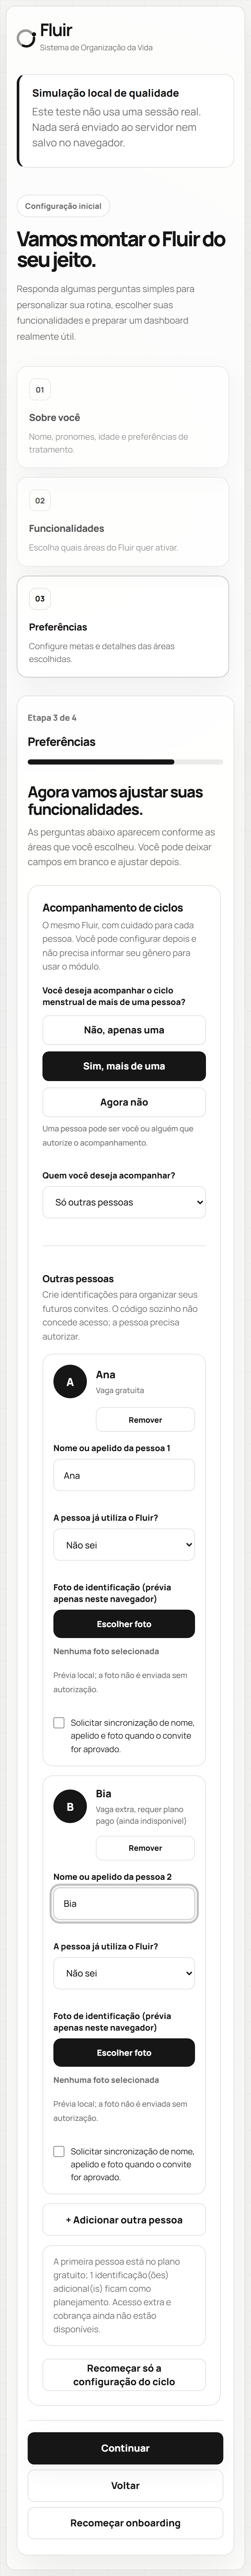 Fluir
Sistema de Organização da Vida
Simulação local de qualidade
Este teste não usa uma sessão real.
Nada será enviado ao servidor nem
salvo no navegador.
Configuração inicial
Vamos montar o Fluir do
seu jeito.
Responda algumas perguntas simples para
personalizar sua rotina, escolher suas
funcionalidades e preparar um dashboard
realmente útil.
01
Sobre você
Nome, pronomes, idade e preferências de
tratamento.
02
Funcionalidades
Escolha quais áreas do Fluir quer ativar.
03
Preferências
Configure metas e detalhes das áreas
escolhidas.
Etapa 3 de 4
Preferências
Agora vamos ajustar suas
funcionalidades.
As perguntas abaixo aparecem conforme as
áreas que você escolheu. Você pode deixar
campos em branco e ajustar depois.
Acompanhamento de ciclos
O mesmo Fluir, com cuidado para cada
pessoa. Você pode configurar depois e
não precisa informar seu gênero para
usar o módulo.
Você deseja acompanhar o ciclo
menstrual de mais de uma pessoa?
Não, apenas uma
Sim, mais de uma
Agora não
Uma pessoa pode ser você ou alguém que
autorize o acompanhamento.
Quem você deseja acompanhar?
Só outras pessoas
Outras pessoas
Crie identificações para organizar seus
futuros convites. O código sozinho não
concede acesso; a pessoa precisa
autorizar.
A
Ana
Vaga gratuita
Remover
Nome ou apelido da pessoa 1
Ana
A pessoa já utiliza o Fluir?
Não sei
Foto de identificação (prévia
apenas neste navegador)
Escolher foto
Nenhuma foto selecionada
Prévia local; a foto não é enviada sem
autorização.
Solicitar sincronização de nome,
apelido e foto quando o convite
for aprovado.
B
Bia
Vaga extra, requer plano
pago (ainda indisponível)
Remover
Nome ou apelido da pessoa 2
Bia
A pessoa já utiliza o Fluir?
Não sei
Foto de identificação (prévia
apenas neste navegador)
Escolher foto
Nenhuma foto selecionada
Prévia local; a foto não é enviada sem
autorização.
Solicitar sincronização de nome,
apelido e foto quando o convite
for aprovado.
+ Adicionar outra pessoa
A primeira pessoa está no plano
gratuito; 1 identificação(ões)
adicional(is) ficam como
planejamento. Acesso extra e
cobrança ainda não estão
disponíveis.
Recomeçar só a
configuração do ciclo
Continuar
Voltar
Recomeçar onboarding